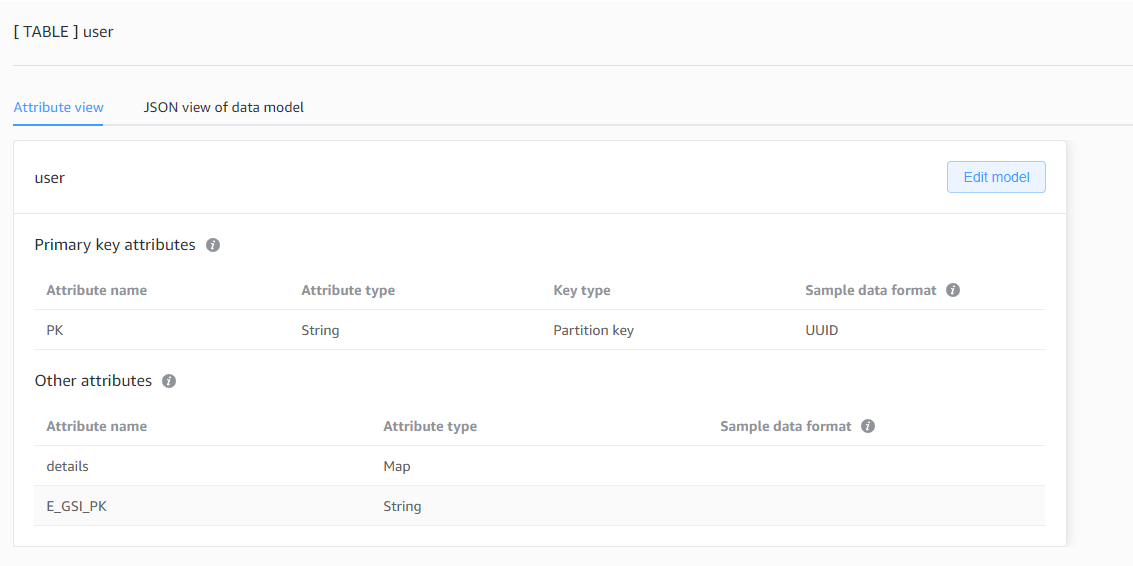 [ TABLE ] user
Attribute view JSON view of data model
user Edit model
Primary key attributes
Attribute name Attribute type Key type Sample data format
PK String Partition key UUID
Other attributes
Attribute name Attribute type Sample data format
details Map
E_GSI_PK String